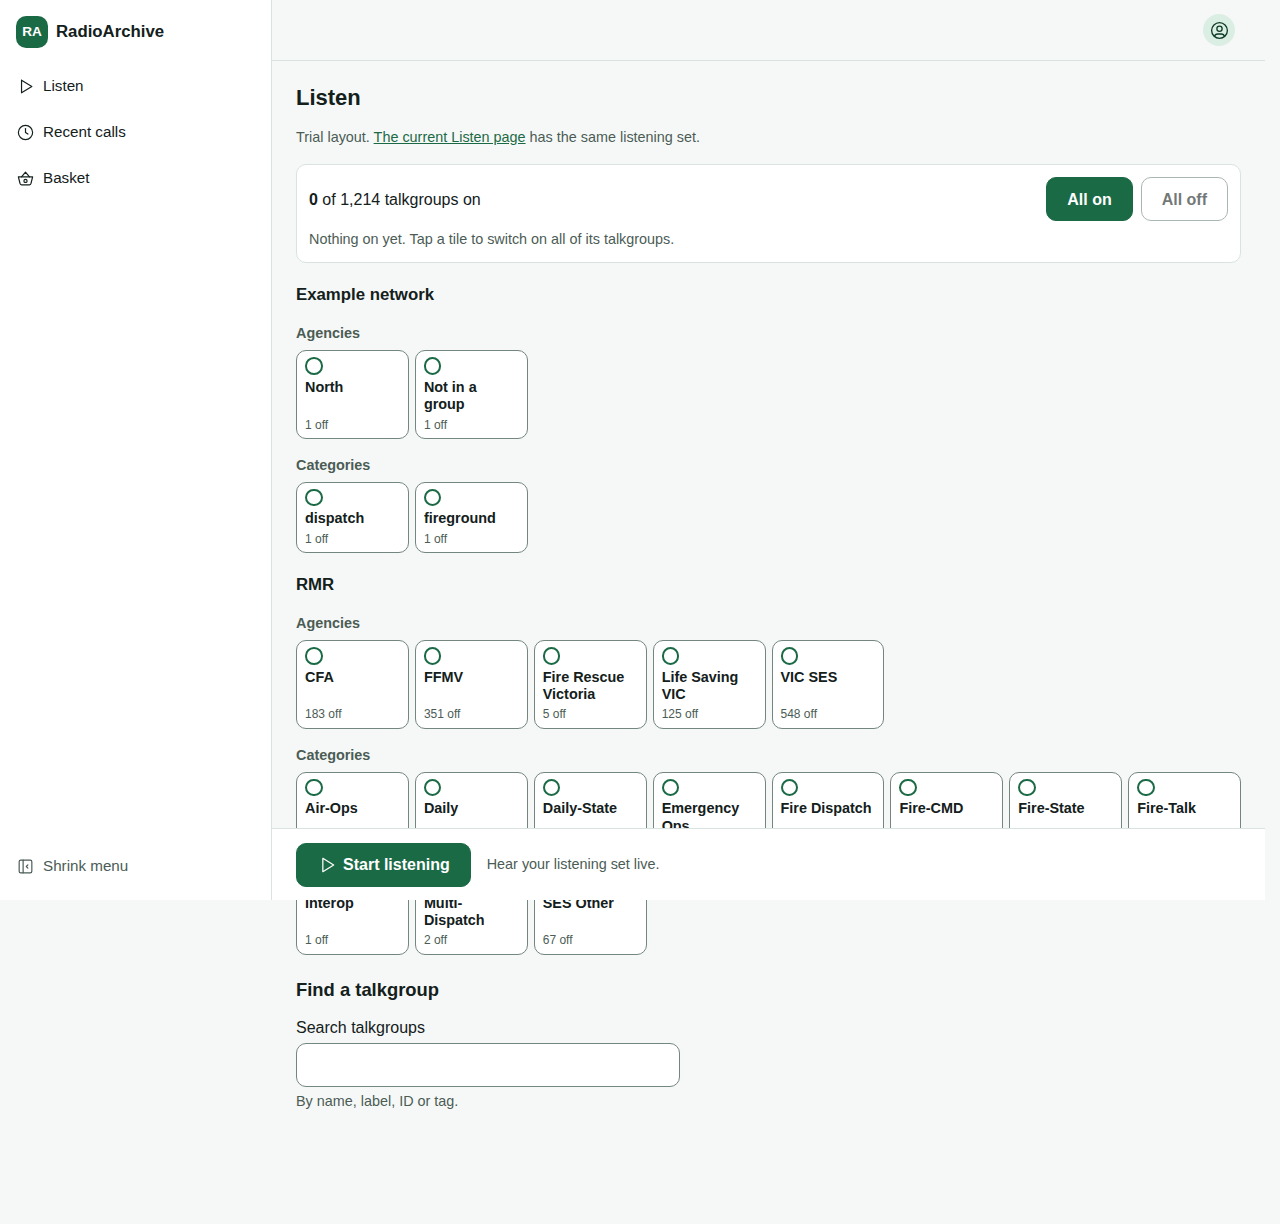 RA RadioArchive
Listen
Recent calls
Basket
Shrink menu
Listen
Trial layout. The current Listen page has the same listening set.
0 of 1,214 talkgroups on
All on
All off
Nothing on yet. Tap a tile to switch on all of its talkgroups.
Example network
Agencies
North
1 off
Not in a
group
1 off
Categories
dispatch
1 off
fireground
1 off
RMR
Agencies
CFA
183 off
FFMV
351 off
Fire Rescue
Victoria
5 off
Life Saving
VIC
125 off
VIC SES
548 off
Categories
Air-Ops
Daily
Daily-State
Emergency
Ops
Fire Dispatch
Fire-CMD
Fire-State
Fire-Talk
Start listening
Hear your listening set live.
Interop
1 off
Multi-
Dispatch
2 off
SES Other
67 off
Find a talkgroup
Search talkgroups
By name, label, ID or tag.